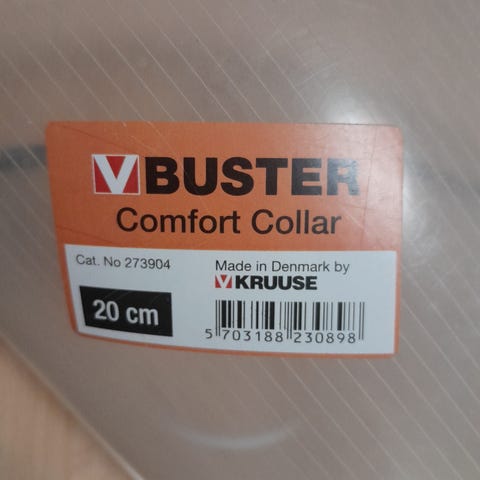 V BUSTER
Comfort Collar
Cat. No 273904
20 cm
Made in Denmark by
V KRUUSE
5 703188 230898